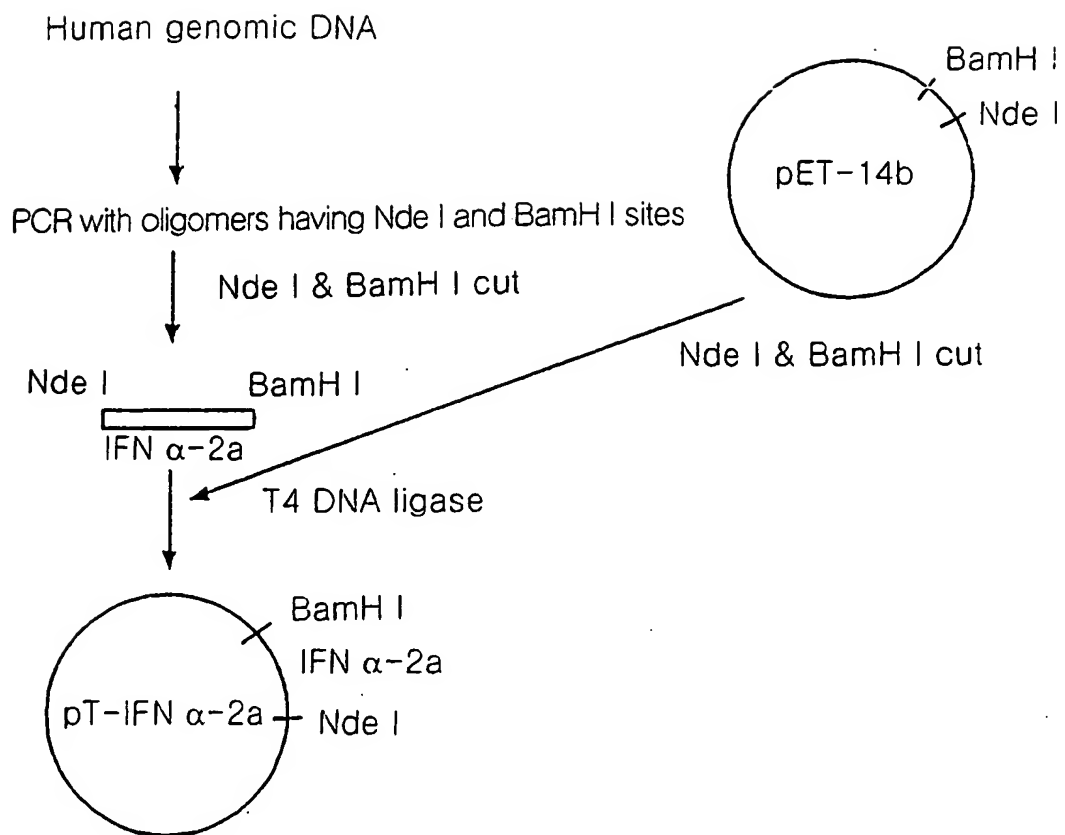 Human genomic DNA
BamH I
Nde I
pET-14b
PCR with oligomers having Nde I and BamH I sites
Nde I & BamH I cut
Nde I & BamH I cut
Nde I
BamH I
IFN α-2a
T4 DNA ligase
BamH I
IFN α-2a
pT-IFN α-2a
Nde I